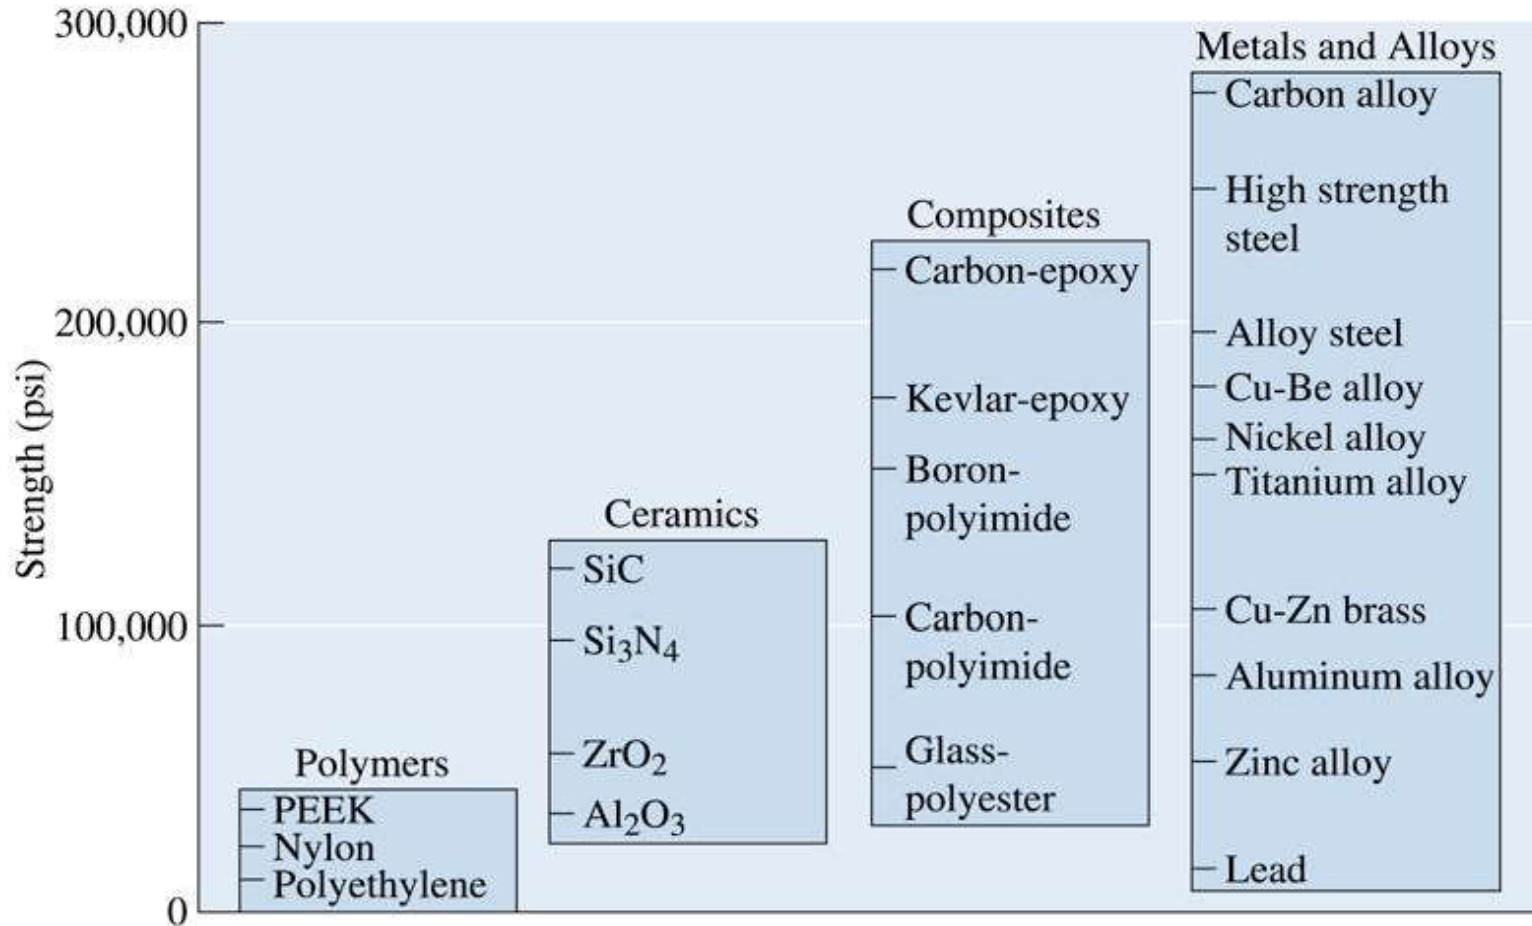 300,000
200,000
100,000
0
Strength (psi)
Polymers
PEEK
Nylon
Polyethylene
Ceramics
SiC
Si₃N₄
ZrO₂
Al₂O₃
Composites
Carbon-epoxy
Kevlar-epoxy
Boron-
polyimide
Carbon-
polyimide
Glass-
polyester
Metals and Alloys
Carbon alloy
High strength
steel
Alloy steel
Cu-Be alloy
Nickel alloy
Titanium alloy
Cu-Zn brass
Aluminum alloy
Zinc alloy
Lead